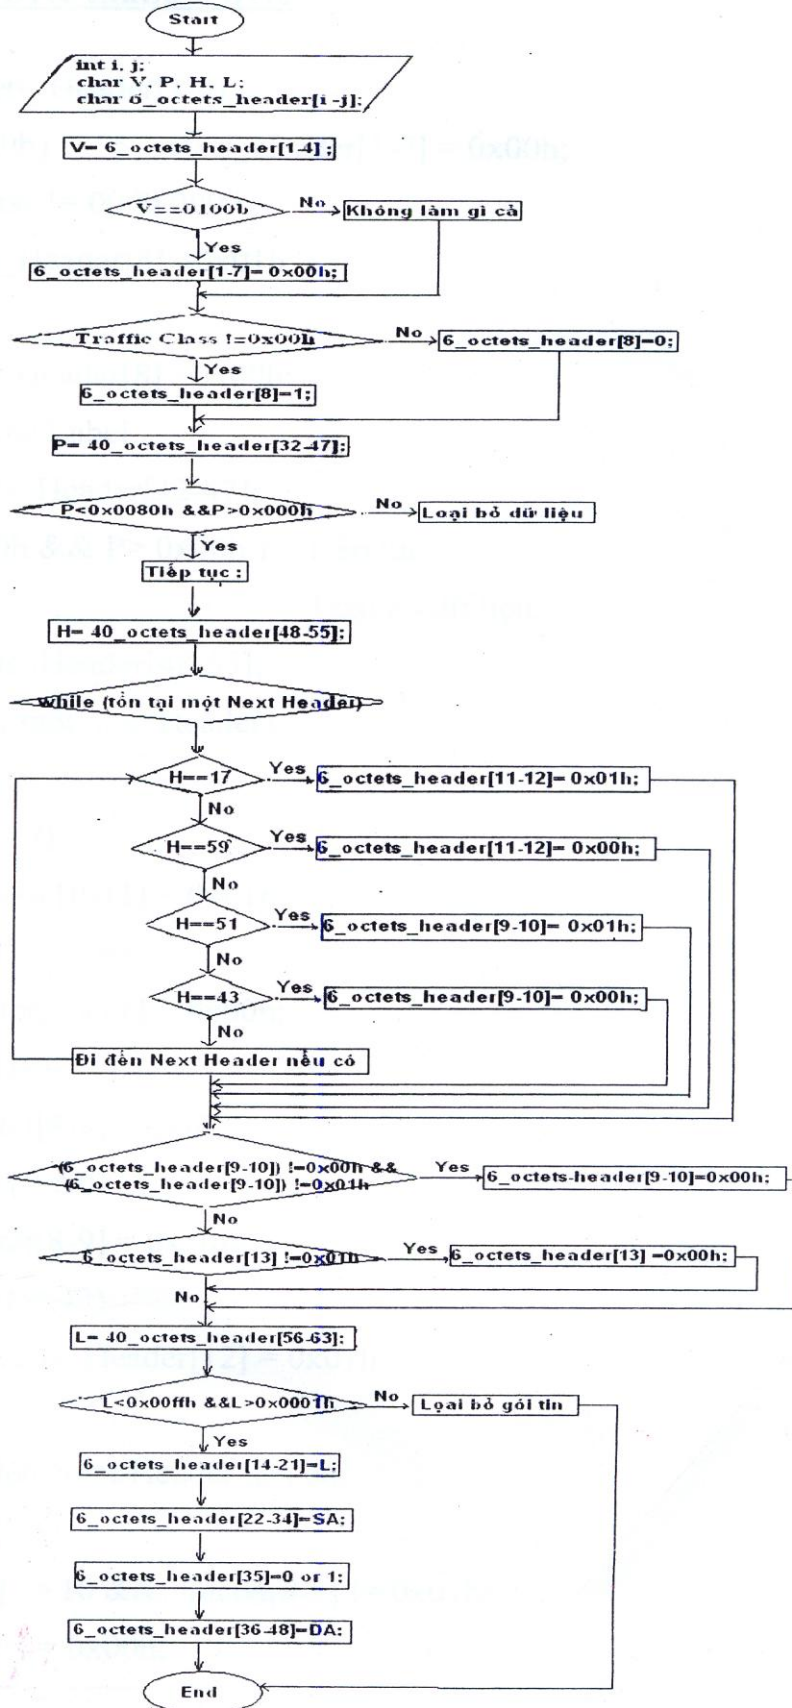 Start
int i, j;
char V, P, H, L;
char 6_octets_header[i-j];
V= 6_octets_header[1-4] ;
V==0100b
No
Không làm gì cả
Yes
6_octets_header[1-7]= 0x00h;
Traffic Class !=0x00h
No
6_octets_header[8]=0;
Yes
6_octets_header[8]=1;
P= 40_octets_header[32-47];
P<0x0080h &&P>0x000h
No
Loại bỏ dữ liệu
Yes
Tiếp tục :
H= 40_octets_header[48-55];
while (tồn tại một Next Header)
H==17
Yes
6_octets_header[11-12]= 0x01h;
No
H==59
Yes
6_octets_header[11-12]= 0x00h;
No
H==51
Yes
6_octets_header[9-10]= 0x01h;
No
H==43
Yes
6_octets_header[9-10]= 0x00h;
No
Đi đến Next Header nếu có
(6_octets_header[9-10]) !=0x00h &&
(6_octets_header[9-10]) !=0x01h
Yes
6_octets-header[9-10]=0x00h;
No
6_octets_header[13] !=0x01h
Yes
6_octets_header[13] =0x00h;
No
L= 40_octets_header[56-63];
L<0x00ffh &&L>0x0001h
No
Lọai bỏ gói tin
Yes
6_octets_header[14-21]=L;
6_octets_header[22-34]=SA;
6_octets_header[35]=0 or 1;
6_octets_header[36-48]=DA;
End